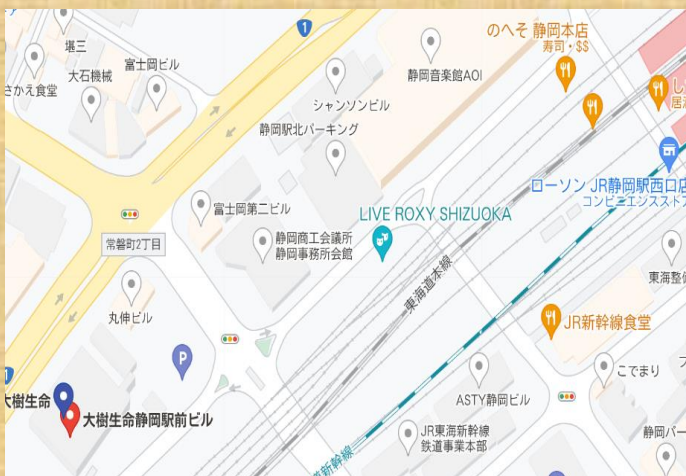 堪三
大石機械
さかえ食堂
富士岡ビル
1
シャンソンビル
静岡駅北パーキング
静岡音楽館AOI
のへそ 静岡本店
寿司・$$
し
居酒
ローソン JR静岡駅西口店
コンビニエンスストア
富士岡第二ビル
静岡商工会議所
静岡事務所会館
LIVE ROXY SHIZUOKA
常磐町2丁目
丸伸ビル
P
東海道本線
東海整備
JR新幹線食堂
こでまり
ASTY静岡ビル
1
大樹生命
大樹生命静岡駅前ビル
JR東海新幹線
鉄道事業本部
静岡パー
道新幹線